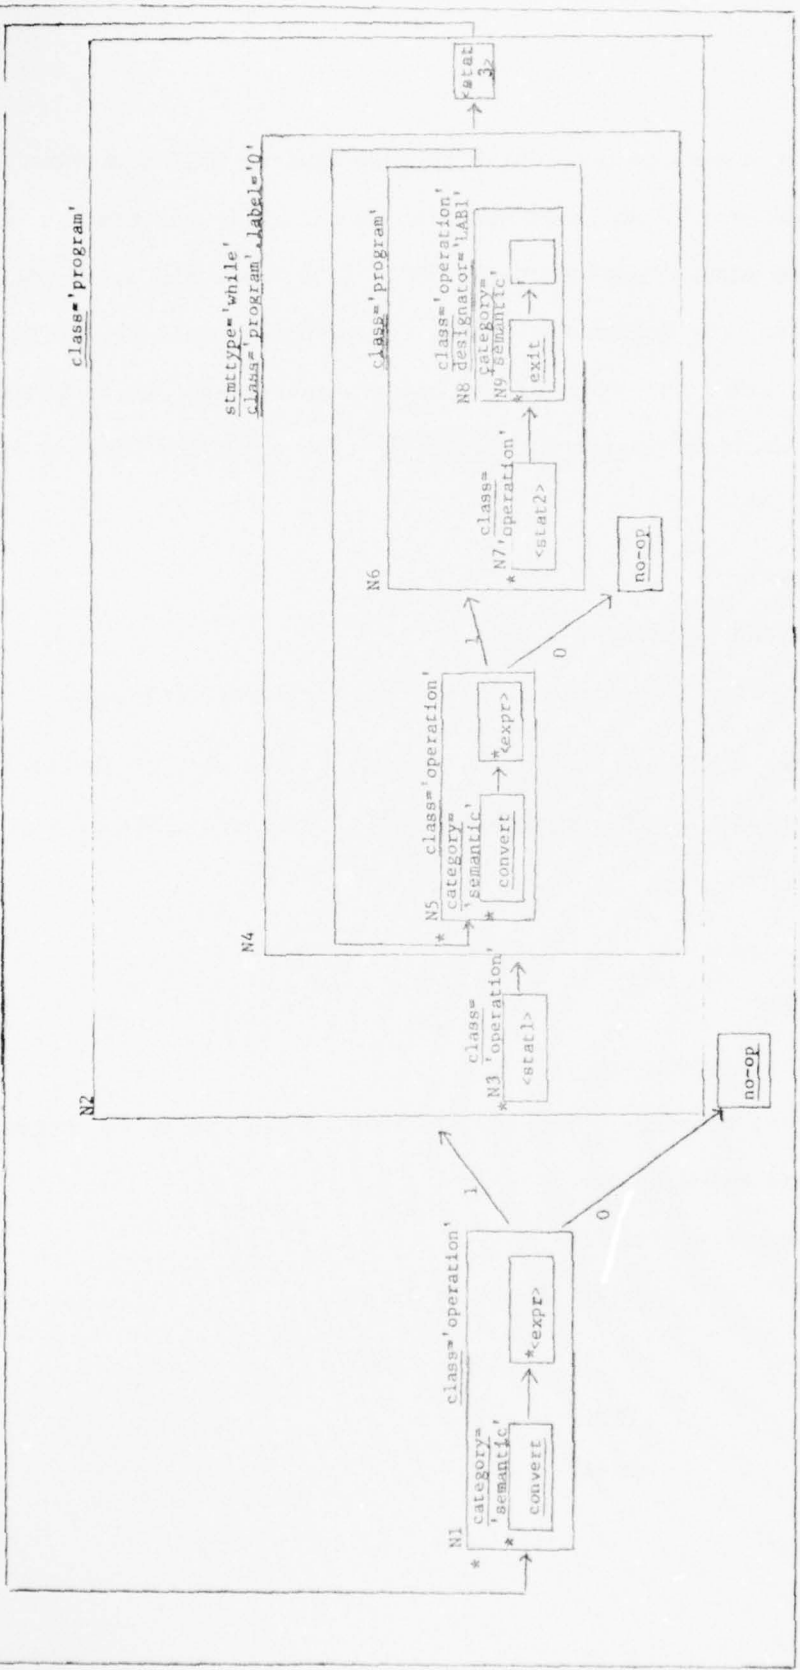 class='program'
N2
stmttype='while'
class='program',label='0'
N4
class='program'
N6
class='operation'
N8 designator='LAB1'
category=
N9 'semantic'
*
exit
class=
N7 'operation'
*
<stat2>
<stat
3>
class='operation'
N5
category=
'semantic'
*
*
convert
*
<expr>
1
0
no-op
class=
N3 'operation'
*
<stat1>
class='operation'
N1
category=
'semantic'
*
*
convert
*<expr>
1
0
no-op